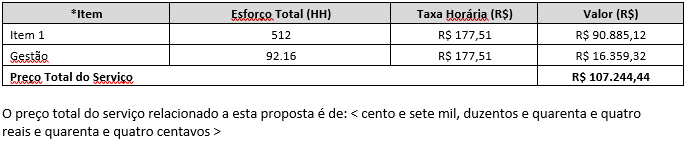 *Item Esforço Total (HH) Taxa Horária (R$) Valor (R$)
Item 1 512 R$ 177,51 R$ 90.885,12
Gestão 92.16 R$ 177,51 R$ 16.359,32
Preço Total do Serviço R$ 107.244,44
O preço total do serviço relacionado a esta proposta é de: < cento e sete mil, duzentos e quarenta e quatro
reais e quarenta e quatro centavos >